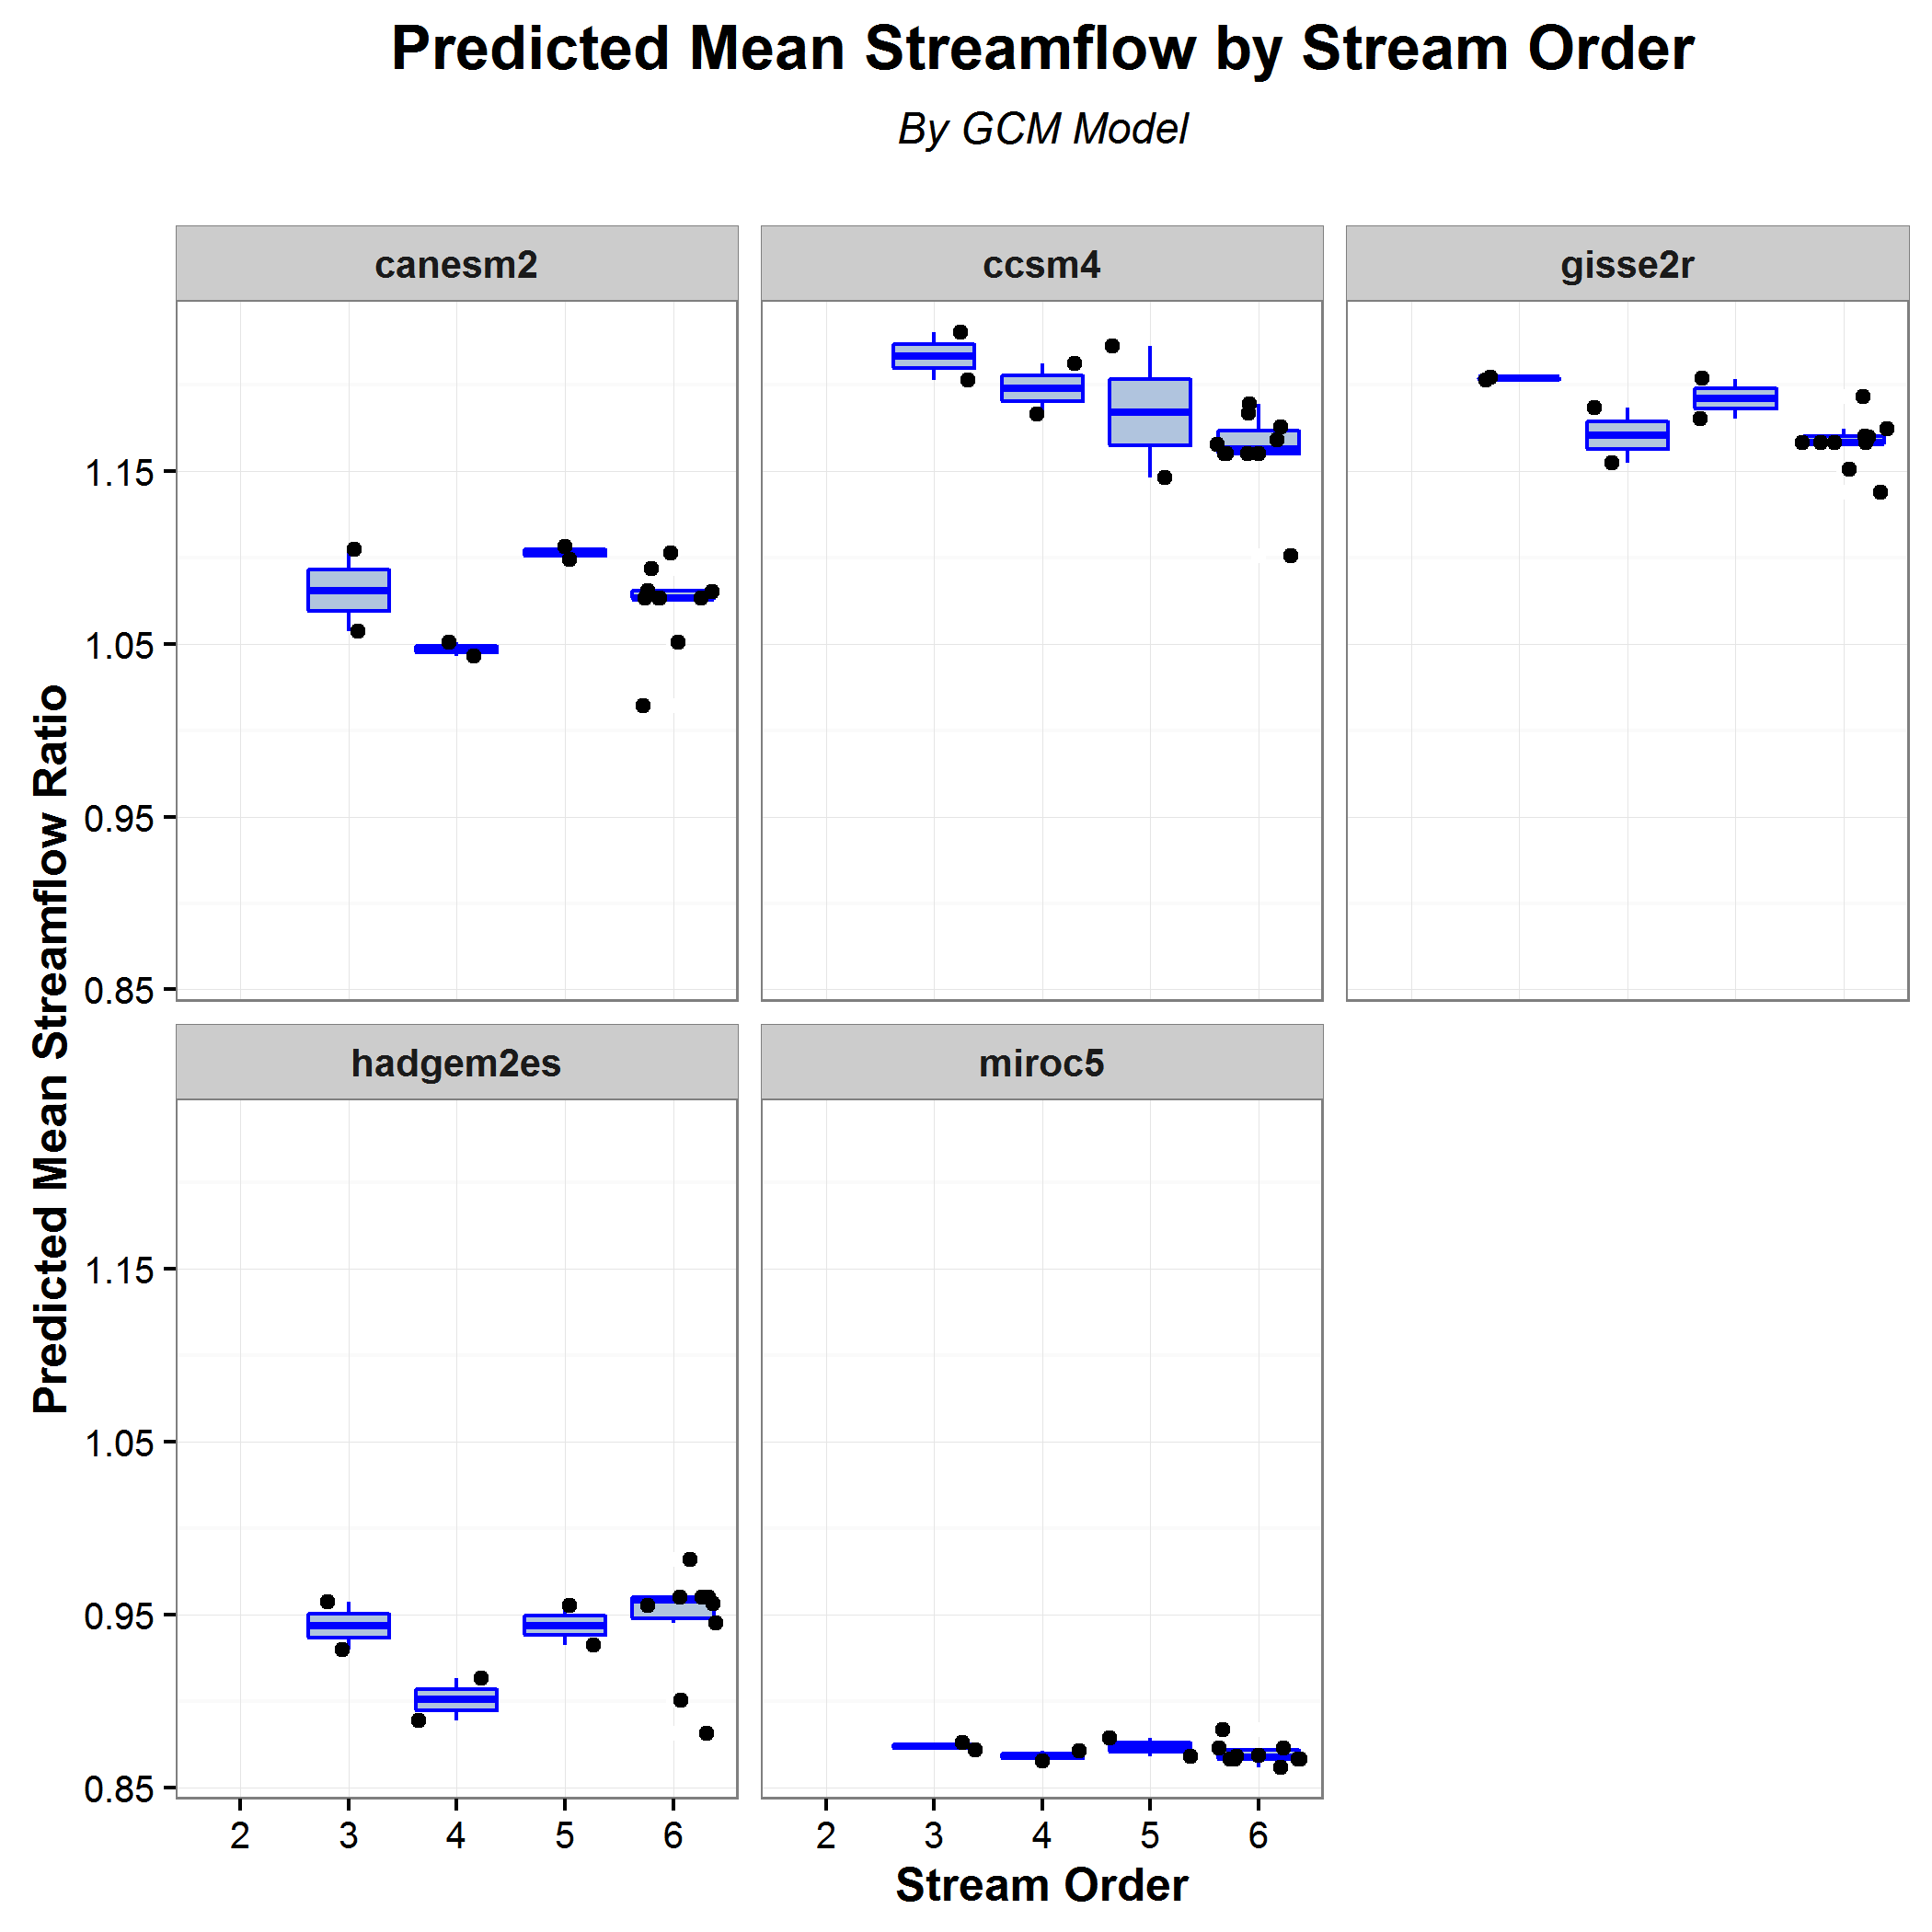 Predicted Mean Streamflow by Stream Order
By GCM Model
canesm2
ccsm4
gisse2r
1.15
1.05
0.95
0.85
Predicted Mean Streamflow Ratio
hadgem2es
miroc5
1.15
1.05
0.95
0.85
2 3 4 5 6
2 3 4 5 6
Stream Order